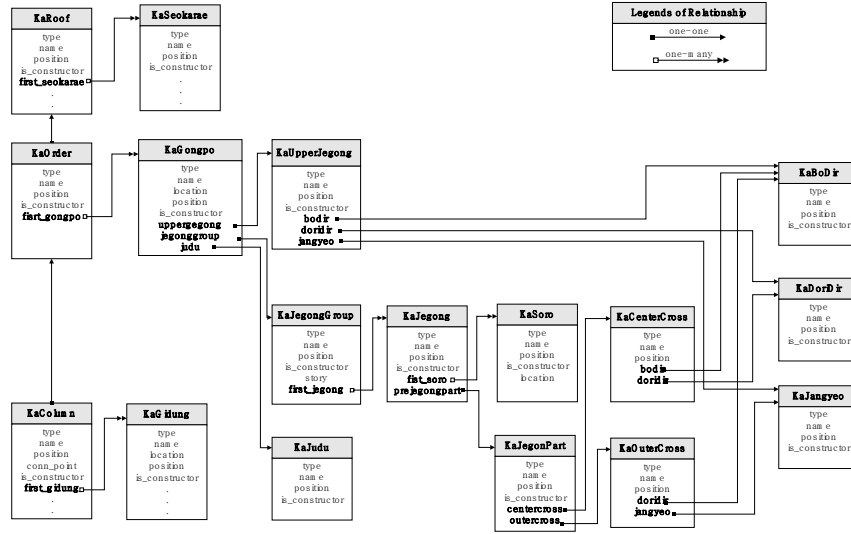 KaRoof
type
name
position
is_constructor
first_seokarae
.
.
KaSeokarae
type
name
position
is_constructor
.
.
.
Legends of Relationship
one-one
one-many
KaOrder
type
name
position
is_constructor
fisrt_gongpo
KaGongpo
type
name
location
position
is_constructor
uppergegong
jegonggroup
judu
KaUpperJegong
type
name
position
is_constructor
bodir
doridir
jangyeo
KaBoDir
type
name
position
is_constructor
KaDoriDir
type
name
position
is_constructor
KaJegongGroup
type
name
position
is_constructor
story
first_jegong
KaJegong
type
name
position
is_constructor
fist_soro
prejegongpart
KaSoro
type
name
position
is_constructor
location
KaCenterCross
type
name
position
bodir
doridir
KaJangyeo
type
name
position
is_constructor
KaColumn
type
name
position
conn_point
is_constructor
first_gidung
.
.
KaGidung
type
name
location
position
is_constructor
.
.
.
KaJudu
type
name
position
is_constructor
KaJegonPart
type
name
position
is_constructor
centercross
outercross
KaOuterCross
type
name
position
doridir
jangyeo